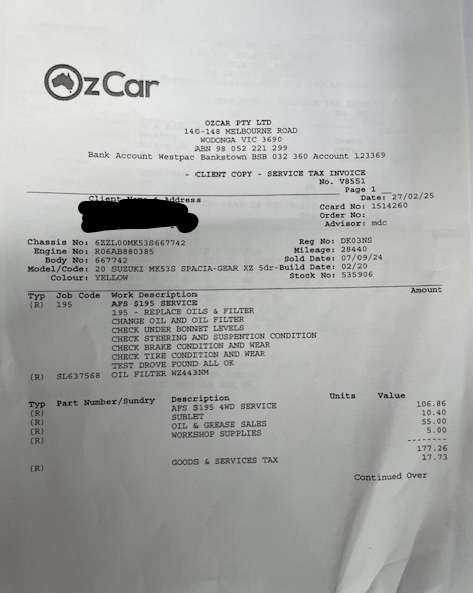 OzCar
OZCAR PTY LTD
140-148 MELBOURNE ROAD
WODONGA VIC 3690
ABN 98 052 221 299
Bank Account Westpac Bankstown BSB 032 360 Account 123369
- CLIENT COPY - SERVICE TAX INVOICE
No. V8551
Page 1
Client Name & Address Date: 27/02/25
Ccard No: 1514260
Order No:
Advisor: mdc
Chassis No: 6ZZL00MK53S667742 Reg No: DK03NS
Engine No: R06AB880385 Mileage: 28440
Body No: 667742 Sold Date: 07/09/24
Model/Code: 20 SUZUKI MK53S SPACIA-GEAR XZ 5dr-Build Date: 02/20
Colour: YELLOW Stock No: 535906
Typ Job Code Work Description Amount
(R) 195 AFS $195 SERVICE
195 - REPLACE OILS & FILTER
CHANGE OIL AND OIL FILTER
CHECK UNDER BONNET LEVELS
CHECK STEERING AND SUSPENTION CONDITION
CHECK BRAKE CONDITION AND WEAR
CHECK TIRE CONDITION AND WEAR
TEST DROVE FOUND ALL OK
(R) SL637568 OIL FILTER WZ443NM
Typ Part Number/Sundry Description Units Value
(R) AFS $195 4WD SERVICE 106.86
(R) SUBLET 10.40
(R) OIL & GREASE SALES 55.00
(R) WORKSHOP SUPPLIES 5.00
--------
177.26
(R) GOODS & SERVICES TAX 17.73
Continued Over